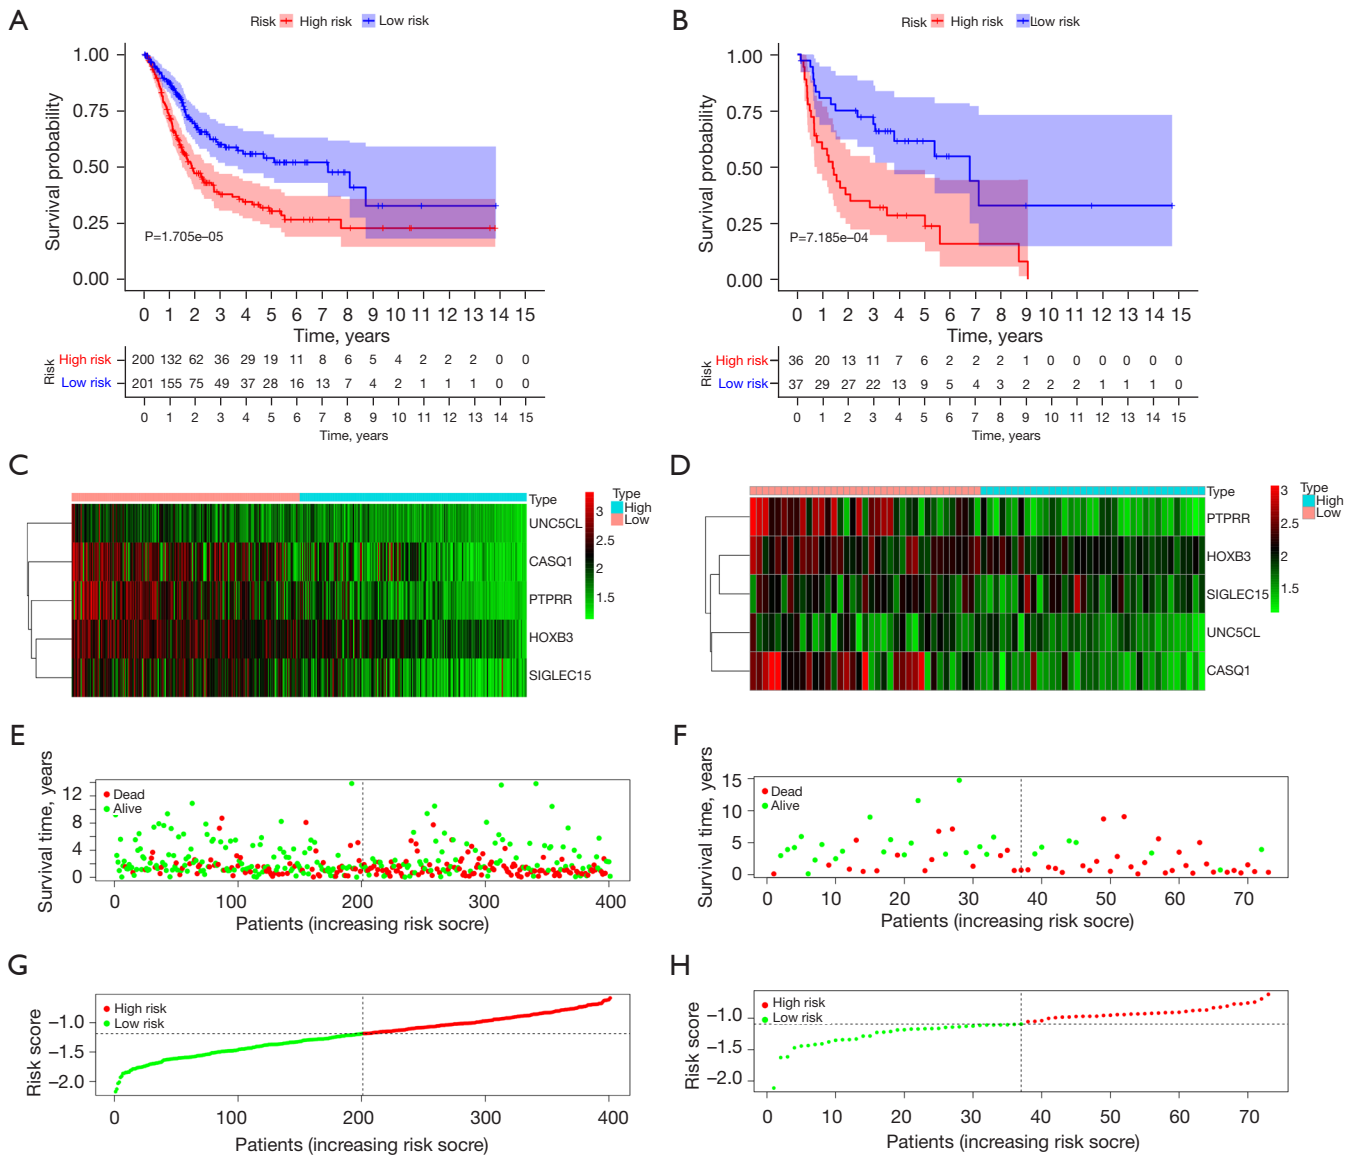 A
Risk High risk Low risk
1.00
0.75
0.50
0.25
0.00
Survival probability
P=1.705e–05
0 1 2 3 4 5 6 7 8 9 10 11 12 13 14 15
Time, years
Risk
High risk 200 132 62 36 29 19 11 8 6 5 4 2 2 2 0 0
Low risk 201 155 75 49 37 28 16 13 7 4 2 1 1 1 0 0
0 1 2 3 4 5 6 7 8 9 10 11 12 13 14 15
Time, years
B
Risk High risk Low risk
1.00
0.75
0.50
0.25
0.00
Survival probability
P=7.185e–04
0 1 2 3 4 5 6 7 8 9 10 11 12 13 14 15
Time, years
Risk
High risk 36 20 13 11 7 6 2 2 2 1 0 0 0 0 0 0
Low risk 37 29 27 22 13 9 5 4 3 2 2 2 1 1 1 0
0 1 2 3 4 5 6 7 8 9 10 11 12 13 14 15
Time, years
C
Type
UNC5CL
CASQ1
PTPRR
HOXB3
SIGLEC15
3
2.5
2
1.5
Type
High
Low
D
Type
PTPRR
HOXB3
SIGLEC15
UNC5CL
CASQ1
3
2.5
2
1.5
Type
High
Low
E
Survival time, years
12
8
4
0
Dead
Alive
0 100 200 300 400
Patients (increasing risk socre)
F
Survival time, years
15
10
5
0
Dead
Alive
0 10 20 30 40 50 60 70
Patients (increasing risk socre)
G
Risk score
–1.0
–1.5
–2.0
High risk
Low risk
0 100 200 300 400
Patients (increasing risk socre)
H
Risk score
–1.0
–1.5
–2.0
High risk
Low risk
0 10 20 30 40 50 60 70
Patients (increasing risk socre)